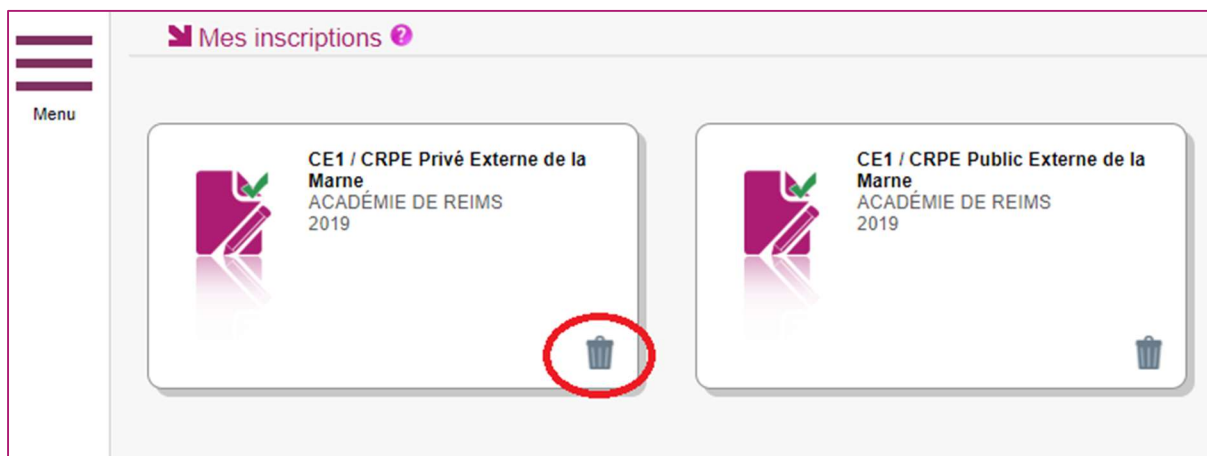 Mes inscriptions ?
Menu
CE1 / CRPE Privé Externe de la
Marne
ACADÉMIE DE REIMS
2019
CE1 / CRPE Public Externe de la
Marne
ACADÉMIE DE REIMS
2019